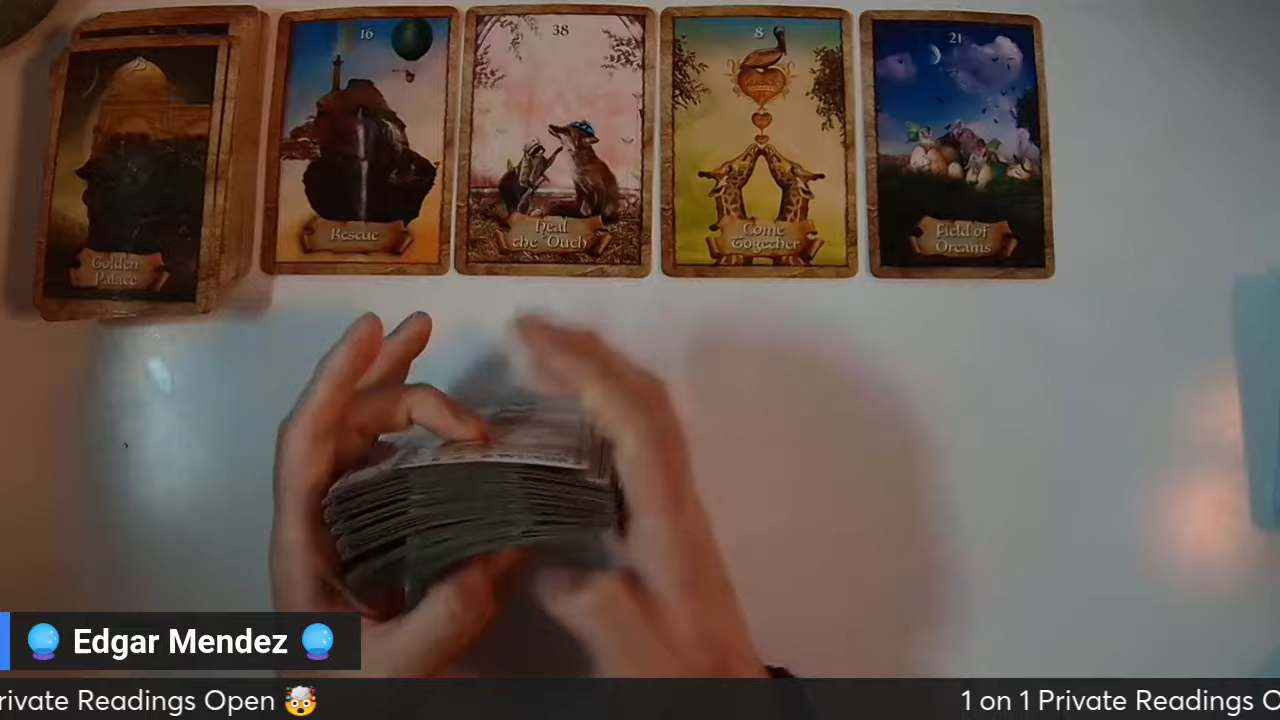 16
38
8
21
Golden
Palace
Rescue
Heal
the Ouch
Come
Together
Field of
Dreams
🔮 Edgar Mendez 🔮
rivate Readings Open 🤯
1 on 1 Private Readings O